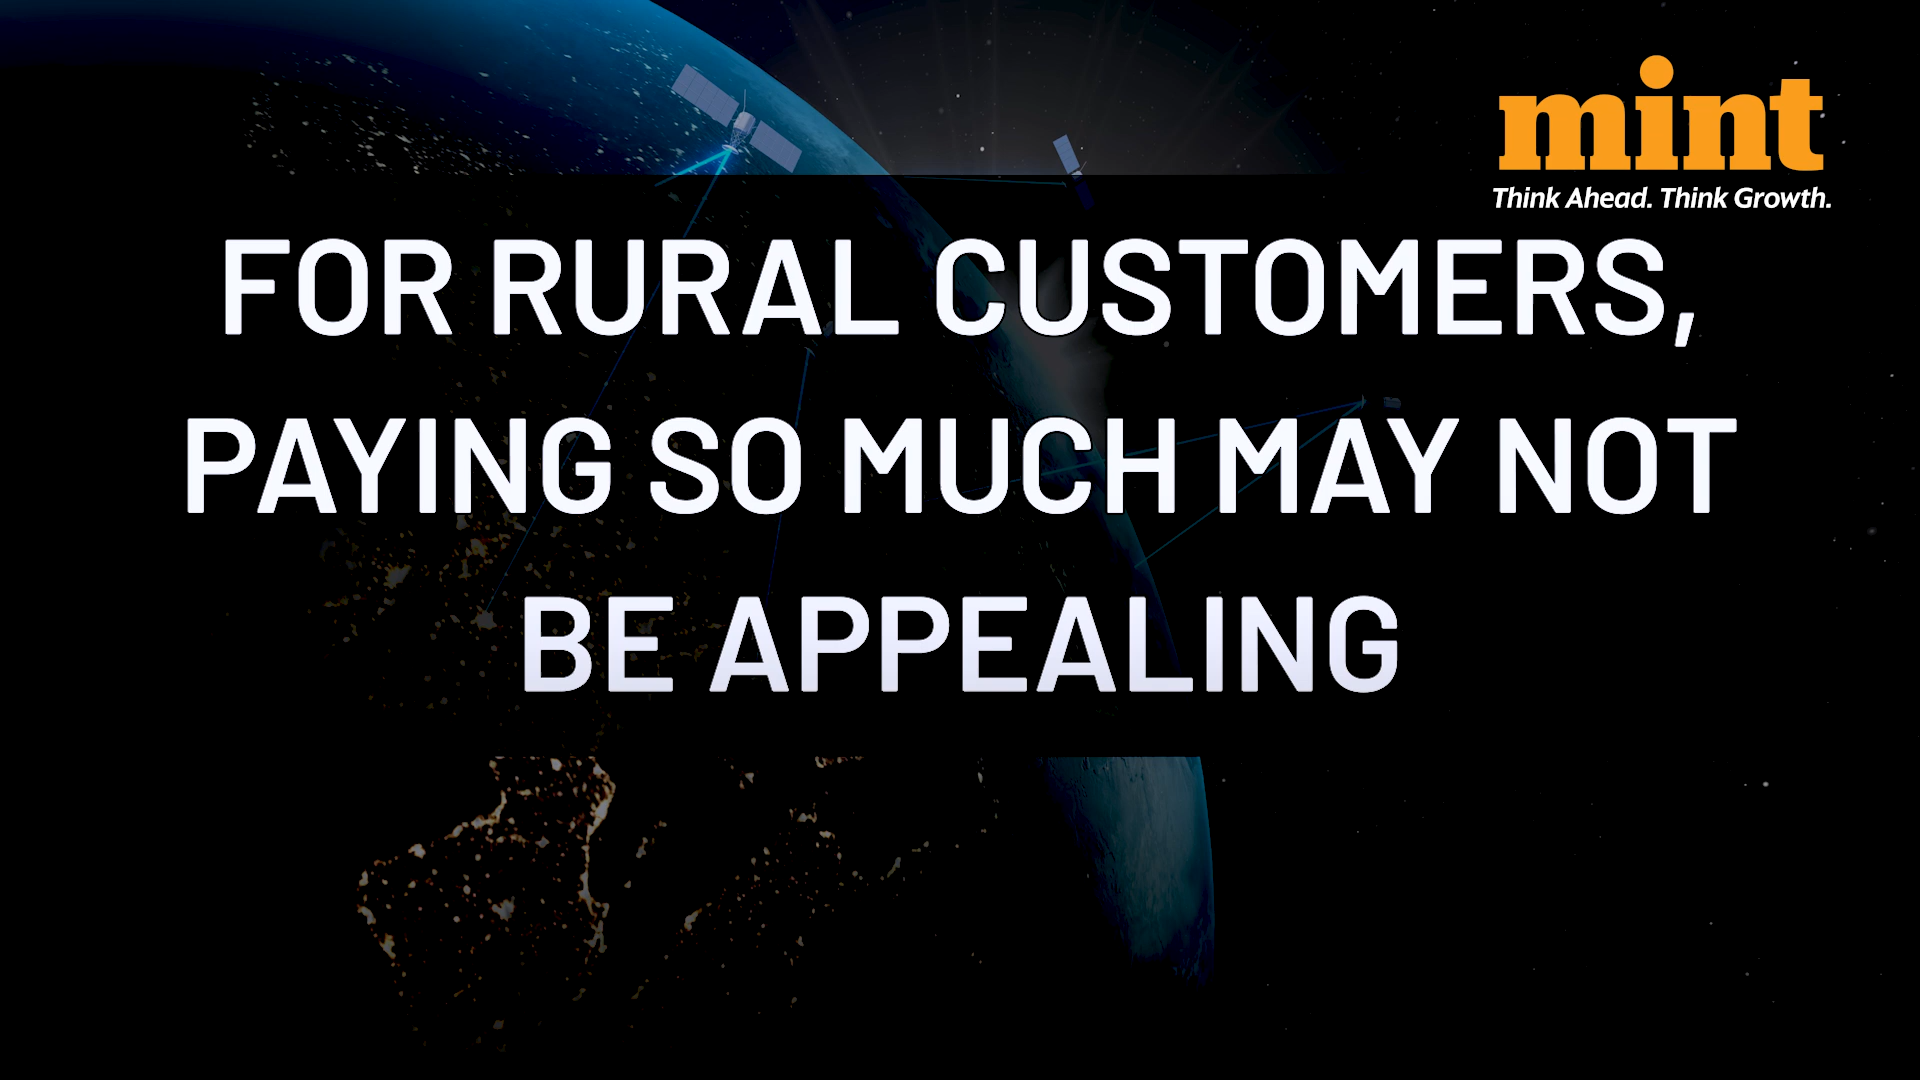 mint
Think Ahead. Think Growth.
FOR RURAL CUSTOMERS,
PAYING SO MUCH MAY NOT
BE APPEALING